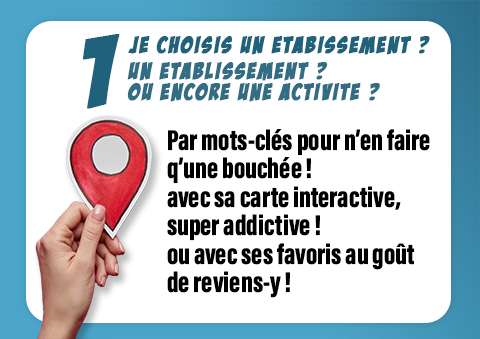 1 JE CHOISIS UN ETABISSEMENT ?
UN ETABLISSEMENT ?
OU ENCORE UNE ACTIVITE ?
Par mots-clés pour n'en faire
q'une bouchée !
avec sa carte interactive,
super addictive !
ou avec ses favoris au goût
de reviens-y !